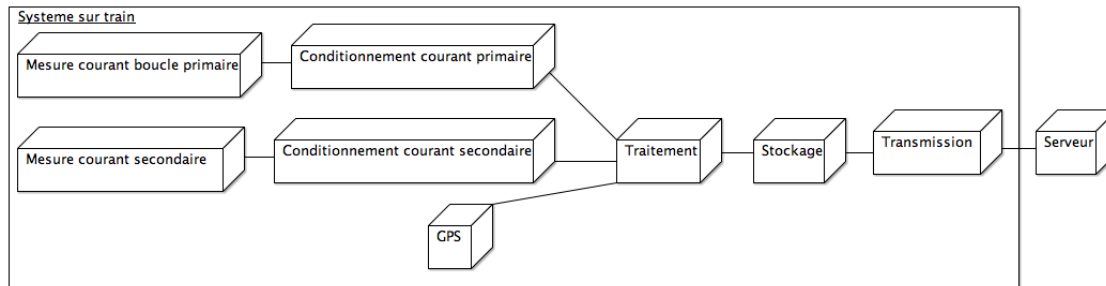 Systeme sur train
Mesure courant boucle primaire
Conditionnement courant primaire
Mesure courant secondaire
Conditionnement courant secondaire
Traitement
Stockage
Transmission
Serveur
GPS